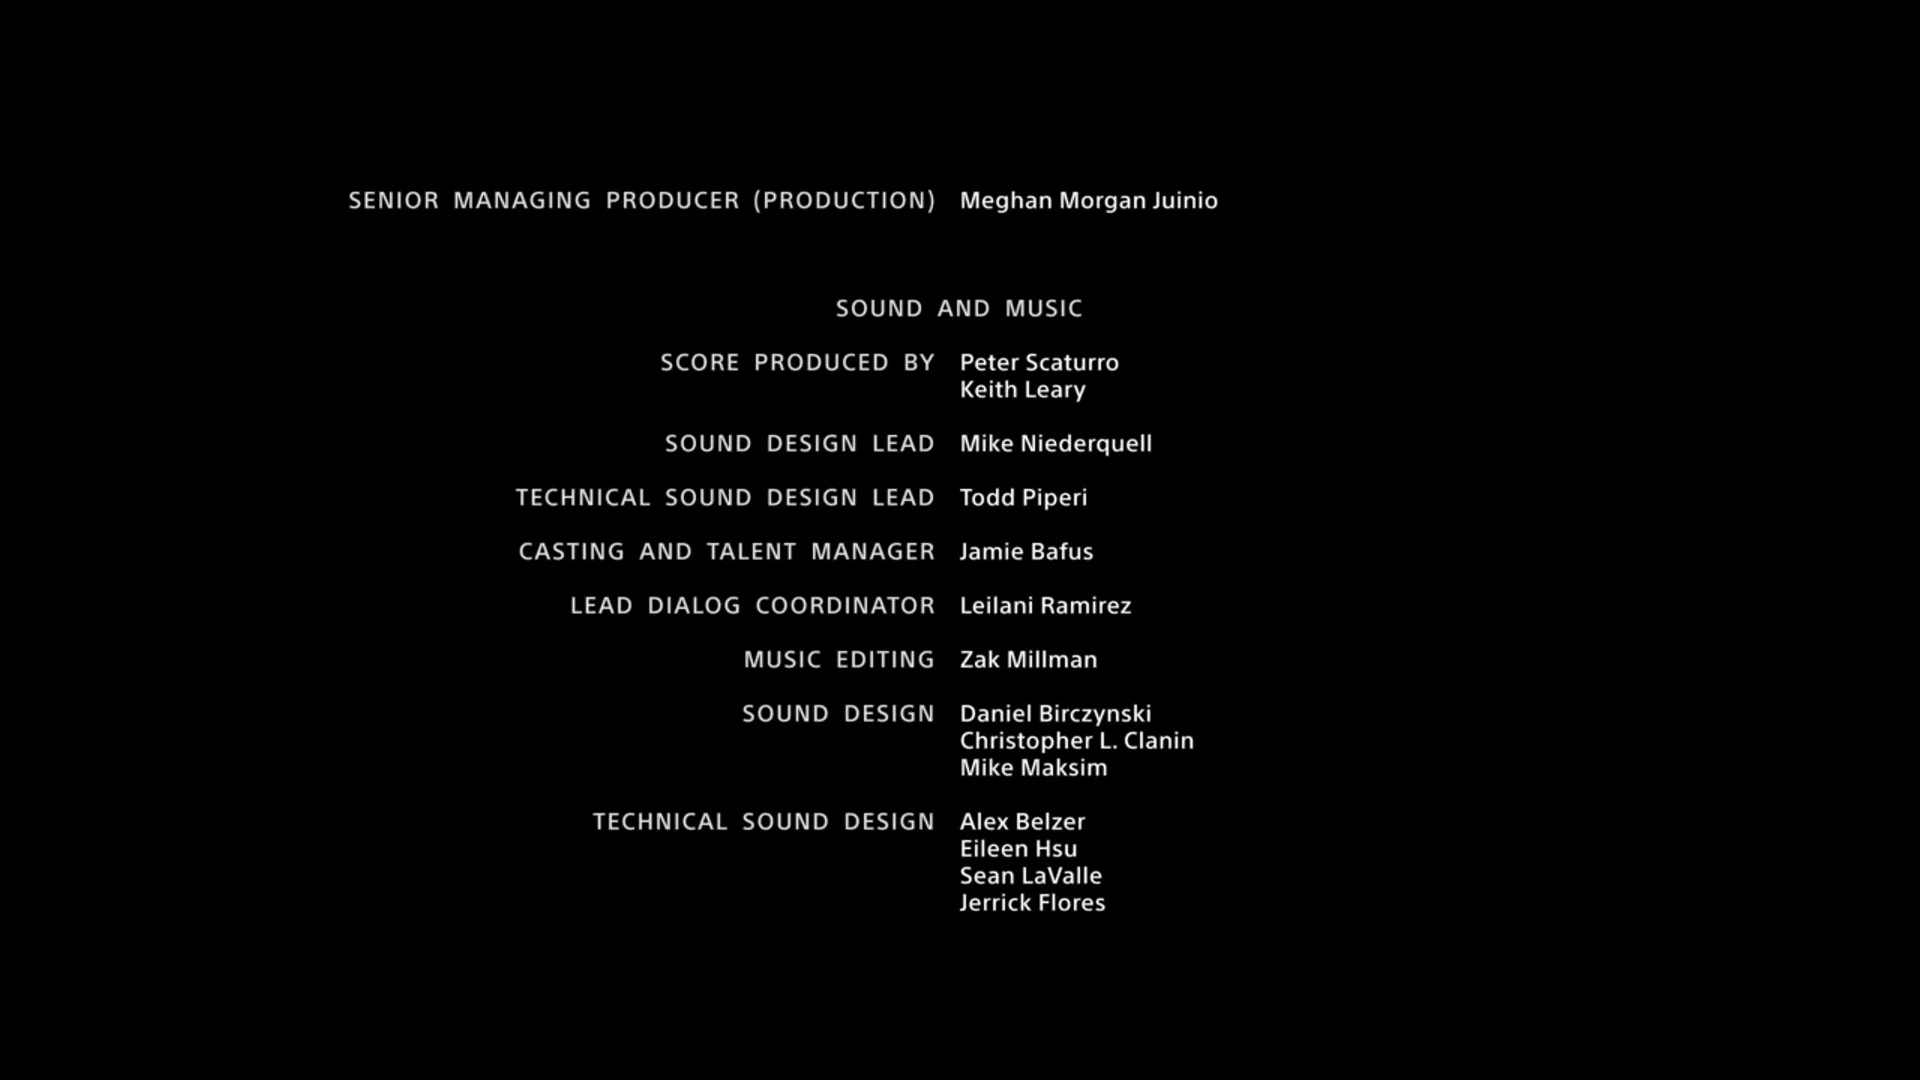 SENIOR MANAGING PRODUCER (PRODUCTION) Meghan Morgan Juinio
SOUND AND MUSIC
SCORE PRODUCED BY Peter Scaturro
Keith Leary
SOUND DESIGN LEAD Mike Niederquell
TECHNICAL SOUND DESIGN LEAD Todd Piperi
CASTING AND TALENT MANAGER Jamie Bafus
LEAD DIALOG COORDINATOR Leilani Ramirez
MUSIC EDITING Zak Millman
SOUND DESIGN Daniel Birczynski
Christopher L. Clanin
Mike Maksim
TECHNICAL SOUND DESIGN Alex Belzer
Eileen Hsu
Sean LaValle
Jerrick Flores